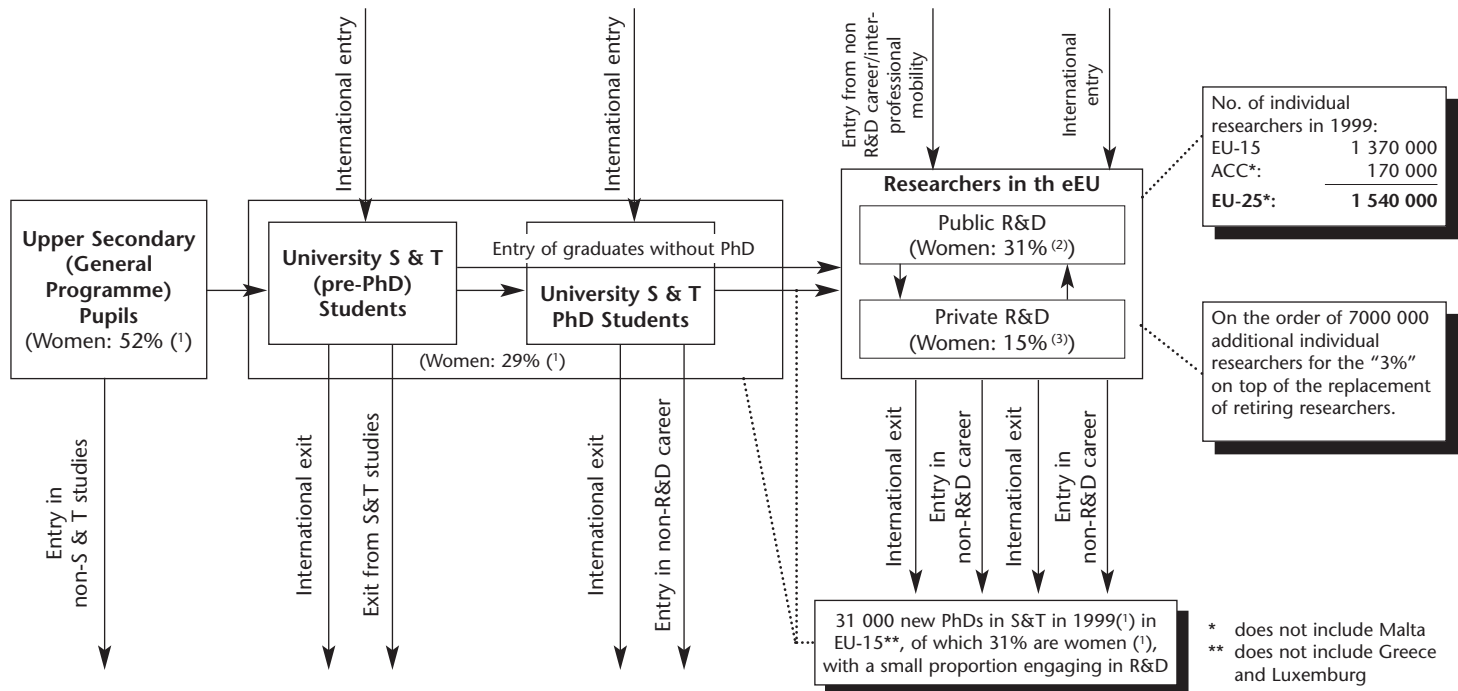 International entry
International entry
Entry from non
R&D career/inter-
professional
mobility
International
entry
No. of individual
researchers in 1999:
EU-15 1 370 000
ACC*: 170 000
EU-25*: 1 540 000
Upper Secondary
(General
Programme)
Pupils
(Women: 52% (¹)
University S & T
(pre-PhD)
Students
Entry of graduates without PhD
University S & T
PhD Students
(Women: 29% (¹)
Researchers in th eEU
Public R&D
(Women: 31% (2))
Private R&D
(Women: 15% (3))
On the order of 7000 000
additional individual
researchers for the “3%”
on top of the replacement
of retiring researchers.
Entry in
non-S & T studies
International exit
Exit from S&T studies
International exit
Entry in non-R&D career
International exit
Entry in
non-R&D career
International exit
Entry in
non-R&D career
31 000 new PhDs in S&T in 1999(¹) in
EU-15**, of which 31% are women (¹),
with a small proportion engaging in R&D
* does not include Malta
** does not include Greece
and Luxemburg